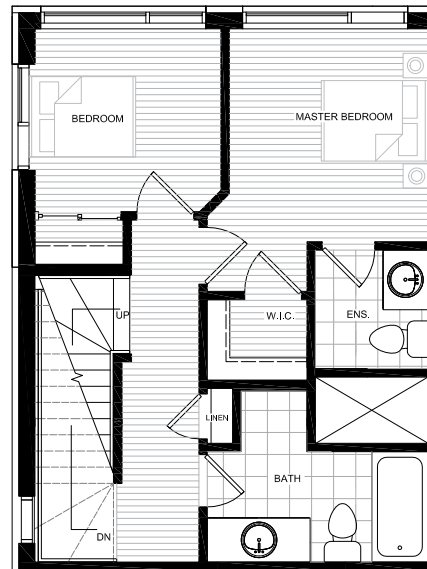 BEDROOM
MASTER BEDROOM
UP
W.I.C.
ENS.
LINEN
BATH
DN